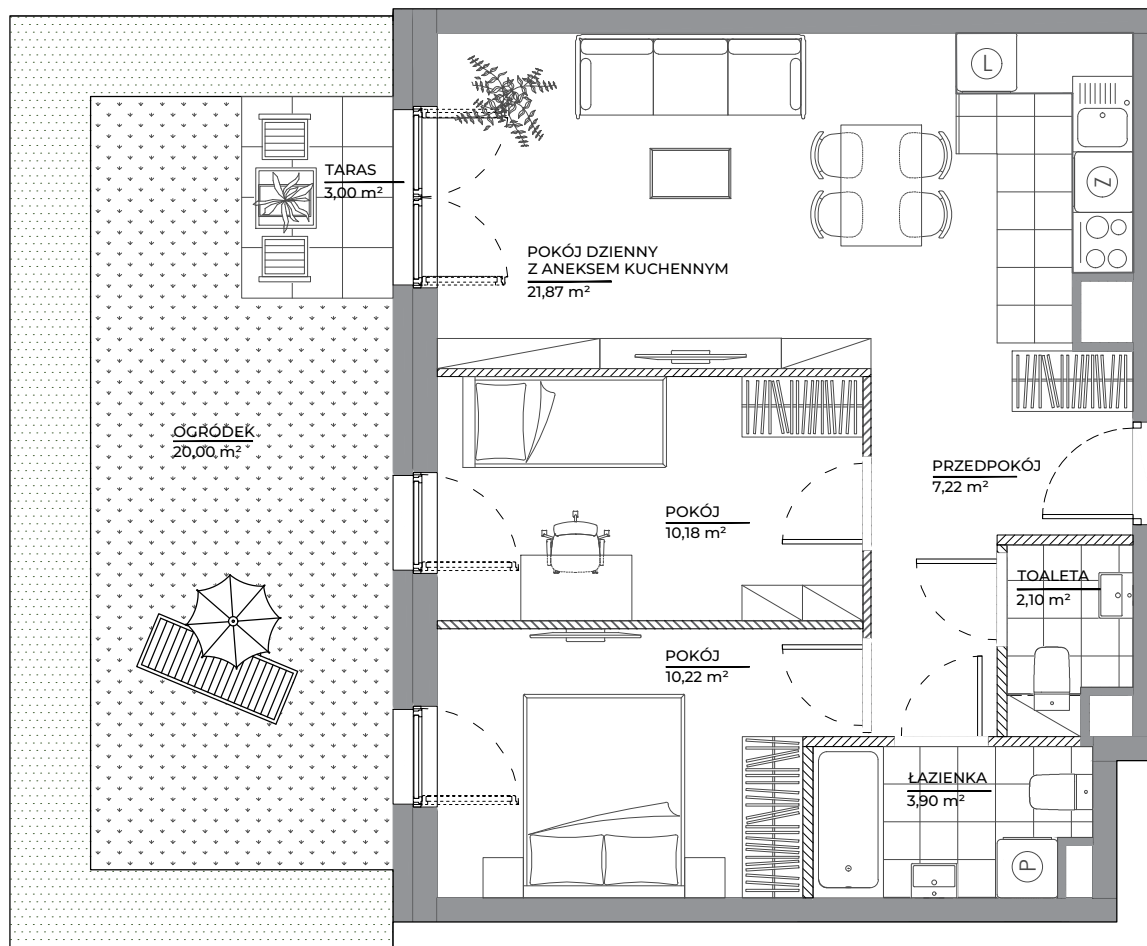 L
TARAS
3,00 m²
Z
POKÓJ DZIENNY
Z ANEKSEM KUCHENNYM
21,87 m²
OGRÓDEK
20,00 m²
PRZEDPOKÓJ
7,22 m²
POKÓJ
10,18 m²
TOALETA
2,10 m²
POKÓJ
10,22 m²
ŁAZIENKA
3,90 m²
P